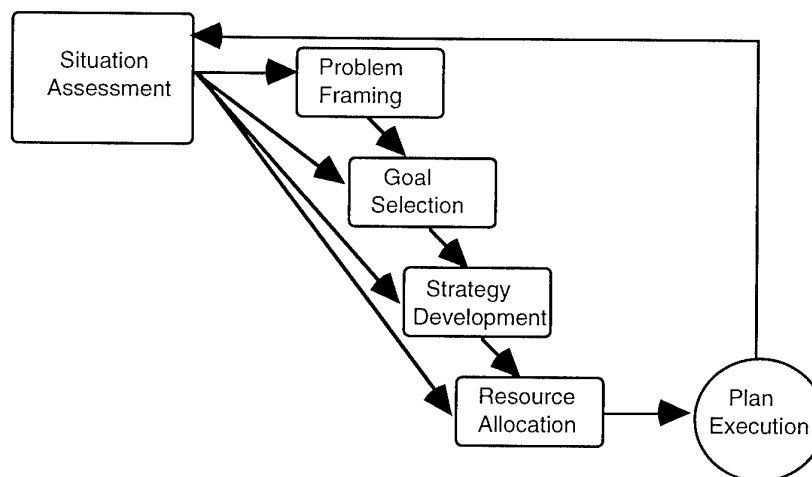 Situation
Assessment
Problem
Framing
Goal
Selection
Strategy
Development
Resource
Allocation
Plan
Execution